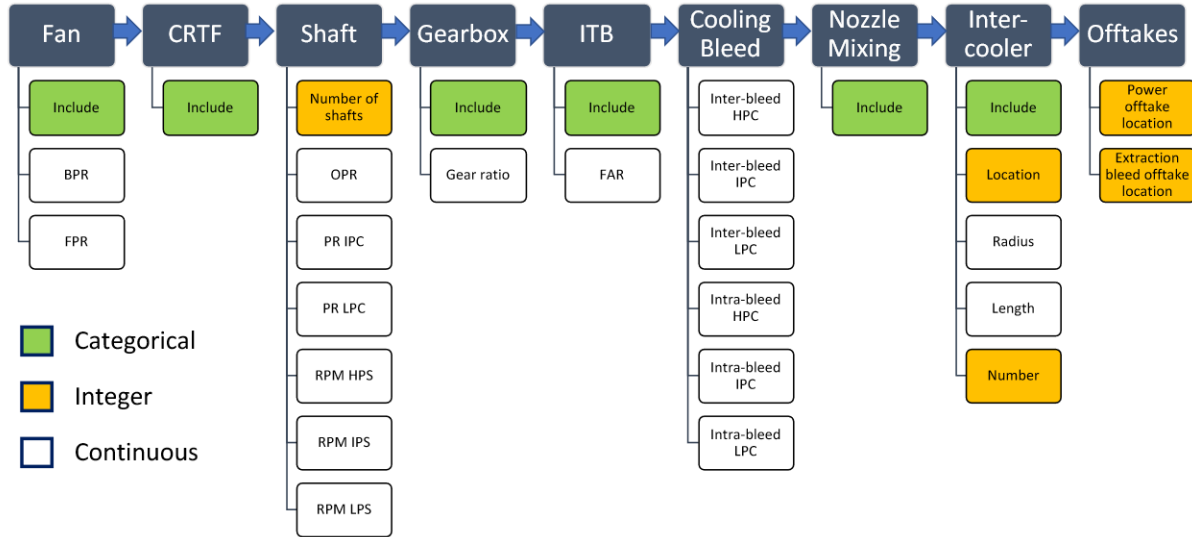 Fan
CRTF
Shaft
Gearbox
ITB
Cooling
Bleed
Nozzle
Mixing
Inter-
cooler
Offtakes
Include
BPR
FPR
Include
Number of
shafts
OPR
PR IPC
PR LPC
RPM HPS
RPM IPS
RPM LPS
Include
Gear ratio
Include
FAR
Inter-bleed
HPC
Inter-bleed
IPC
Inter-bleed
LPC
Intra-bleed
HPC
Intra-bleed
IPC
Intra-bleed
LPC
Include
Include
Location
Radius
Length
Number
Power
offtake
location
Extraction
bleed offtake
location
Categorical
Integer
Continuous